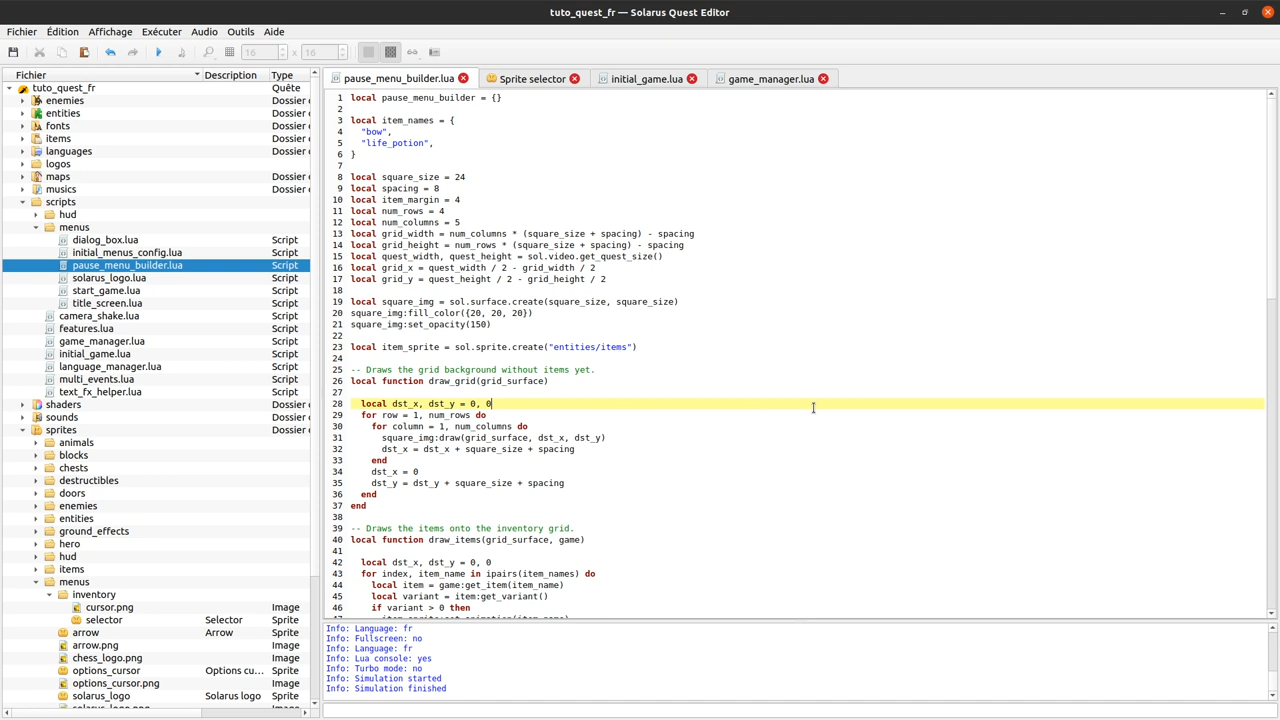 tuto_quest_fr — Solarus Quest Editor
Fichier Édition Affichage Exécuter Audio Outils Aide
16 x 16
Fichier Description Type
tuto_quest_fr Quête
enemies Dossier
entities Dossier
fonts Dossier
items Dossier
languages Dossier
logos
maps Dossier
musics Dossier
scripts
hud
menus
dialog_box.lua Script
initial_menus_config.lua Script
pause_menu_builder.lua Script
solarus_logo.lua Script
start_game.lua Script
title_screen.lua Script
camera_shake.lua Script
features.lua Script
game_manager.lua Script
initial_game.lua Script
language_manager.lua Script
multi_events.lua Script
text_fx_helper.lua Script
shaders Dossier
sounds Dossier
sprites Dossier
animals Dossier
blocks Dossier
chests Dossier
destructibles Dossier
doors Dossier
enemies Dossier
entities Dossier
ground_effects Dossier
hero Dossier
hud Dossier
items Dossier
menus Dossier
inventory Dossier
cursor.png Image
selector Selector Sprite
arrow Arrow Sprite
arrow.png Image
chess_logo.png Image
options_cursor Options cu... Sprite
options_cursor.png Image
solarus_logo Solarus logo Sprite
pause_menu_builder.lua Sprite selector initial_game.lua game_manager.lua
1 local pause_menu_builder = {}
2
3 local item_names = {
4 "bow",
5 "life_potion",
6 }
7
8 local square_size = 24
9 local spacing = 8
10 local item_margin = 4
11 local num_rows = 4
12 local num_columns = 5
13 local grid_width = num_columns * (square_size + spacing) - spacing
14 local grid_height = num_rows * (square_size + spacing) - spacing
15 local quest_width, quest_height = sol.video.get_quest_size()
16 local grid_x = quest_width / 2 - grid_width / 2
17 local grid_y = quest_height / 2 - grid_height / 2
18
19 local square_img = sol.surface.create(square_size, square_size)
20 square_img:fill_color({20, 20, 20})
21 square_img:set_opacity(150)
22
23 local item_sprite = sol.sprite.create("entities/items")
24
25 -- Draws the grid background without items yet.
26 local function draw_grid(grid_surface)
27
28 local dst_x, dst_y = 0, 0
29 for row = 1, num_rows do
30 for column = 1, num_columns do
31 square_img:draw(grid_surface, dst_x, dst_y)
32 dst_x = dst_x + square_size + spacing
33 end
34 dst_x = 0
35 dst_y = dst_y + square_size + spacing
36 end
37 end
38
39 -- Draws the items onto the inventory grid.
40 local function draw_items(grid_surface, game)
41
42 local dst_x, dst_y = 0, 0
43 for index, item_name in ipairs(item_names) do
44 local item = game:get_item(item_name)
45 local variant = item:get_variant()
46 if variant > 0 then
Info: Language: fr
Info: Fullscreen: no
Info: Language: fr
Info: Lua console: yes
Info: Turbo mode: no
Info: Simulation started
Info: Simulation finished